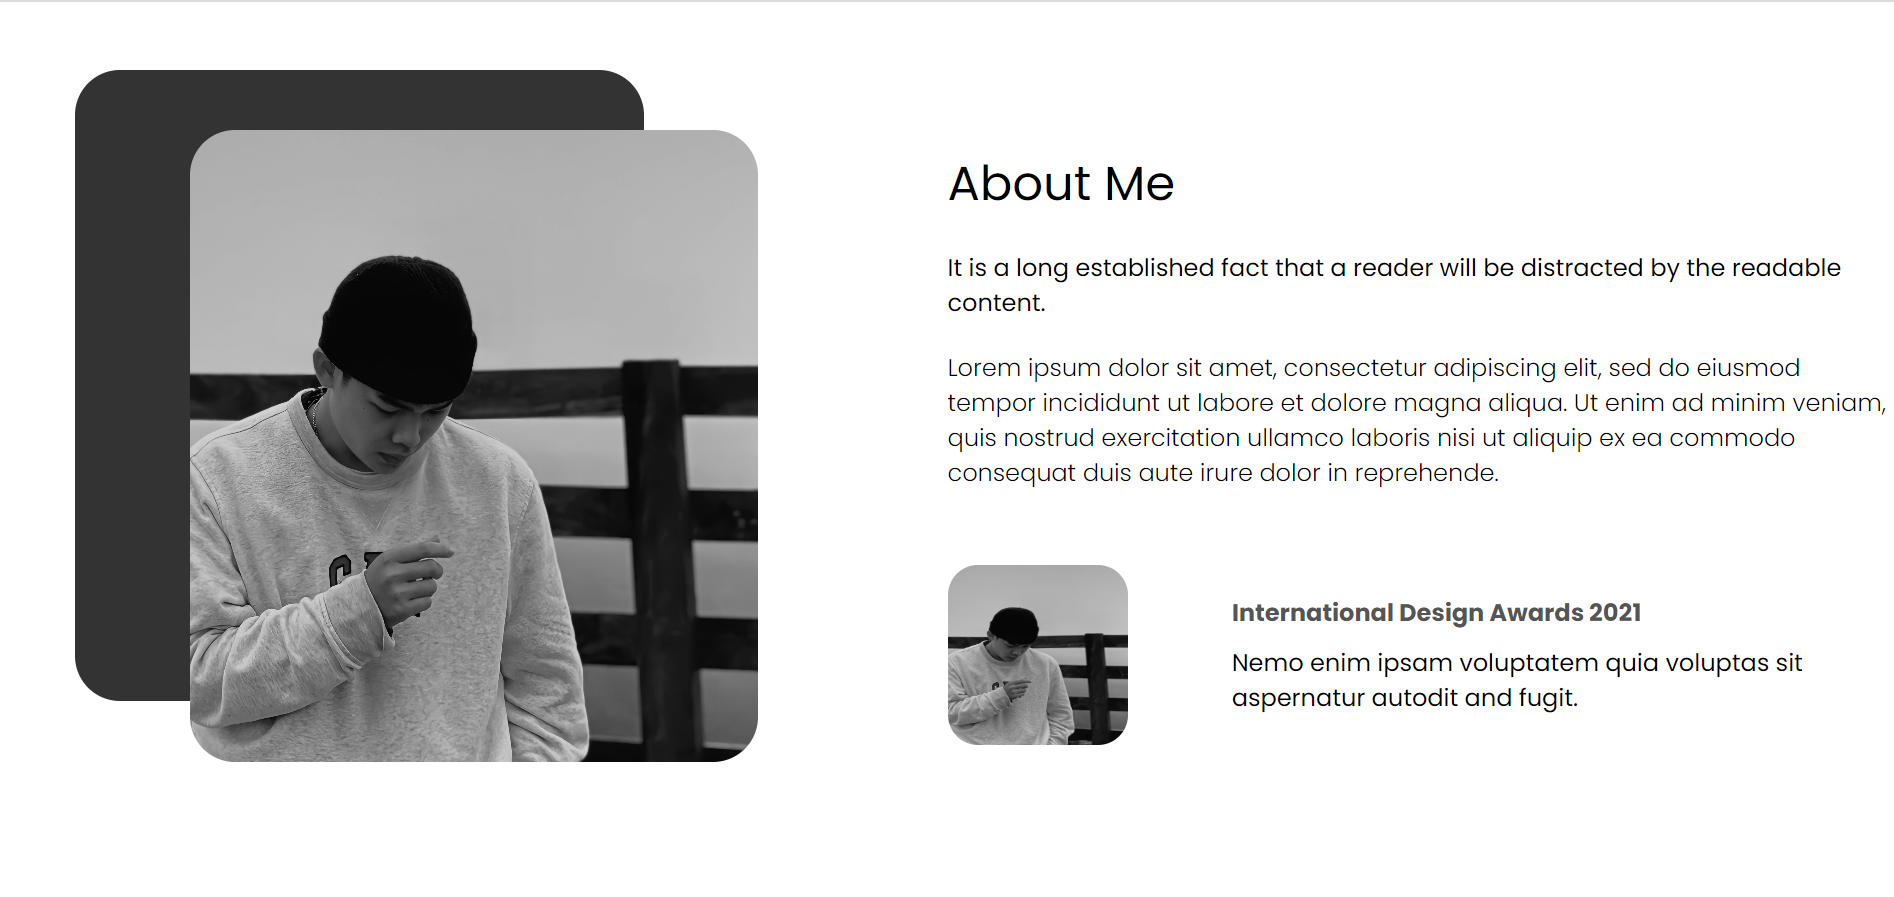 About Me
It is a long established fact that a reader will be distracted by the readable
content.
Lorem ipsum dolor sit amet, consectetur adipiscing elit, sed do eiusmod
tempor incididunt ut labore et dolore magna aliqua. Ut enim ad minim veniam,
quis nostrud exercitation ullamco laboris nisi ut aliquip ex ea commodo
consequat duis aute irure dolor in reprehende.
International Design Awards 2021
Nemo enim ipsam voluptatem quia voluptas sit
aspernatur autodit and fugit.